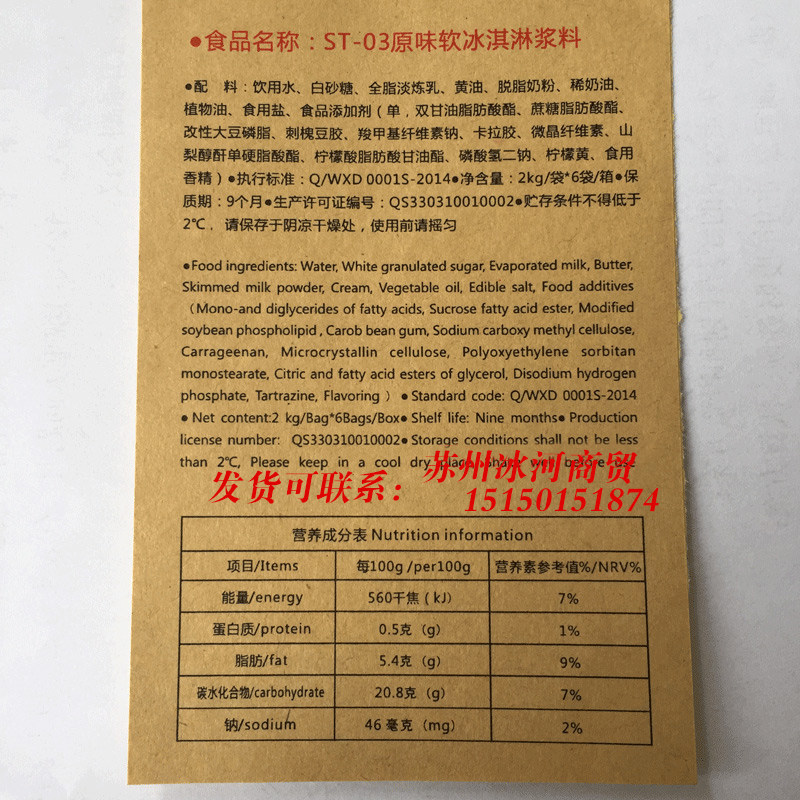 ●食品名称：ST-03原味软冰淇淋浆料
●配 料：饮用水、白砂糖、全脂淡炼乳、黄油、脱脂奶粉、稀奶油、
植物油、食用盐、食品添加剂（单，双甘油脂肪酸酯、蔗糖脂肪酸酯、
改性大豆磷脂、刺槐豆胶、羧甲基纤维素钠、卡拉胶、微晶纤维素、山
梨醇酐单硬脂酸酯、柠檬酸脂肪酸甘油酯、磷酸氢二钠、柠檬黄、食用
香精）●执行标准：Q/WXD 0001S-2014●净含量：2kg/袋*6袋/箱●保
质期：9个月●生产许可证编号：QS330310010002●贮存条件不得低于
2℃，请保存于阴凉干燥处，使用前请摇匀
●Food ingredients: Water, White granulated sugar, Evaporated milk, Butter,
Skimmed milk powder, Cream, Vegetable oil, Edible salt, Food additives
（Mono-and diglycerides of fatty acids, Sucrose fatty acid ester, Modified
soybean phospholipid , Carob bean gum, Sodium carboxy methyl cellulose,
Carrageenan, Microcrystallin cellulose, Polyoxyethylene sorbitan
monostearate, Citric and fatty acid esters of glycerol, Disodium hydrogen
phosphate, Tartrazine, Flavoring ）● Standard code: Q/WXD 0001S-2014
● Net content:2 kg/Bag*6Bags/Box● Shelf life: Nine months● Production
license number: QS330310010002● Storage conditions shall not be less
than 2℃, Please keep in a cool dry place, shake well before use
发货可联系：苏州冰河商贸
15150151874
营养成分表 Nutrition information
项目/Items 每100g /per100g 营养素参考值%/NRV%
能量/energy 560千焦（kJ） 7%
蛋白质/protein 0.5克（g） 1%
脂肪/fat 5.4克（g） 9%
碳水化合物/carbohydrate 20.8克（g） 7%
钠/sodium 46 毫克（mg） 2%